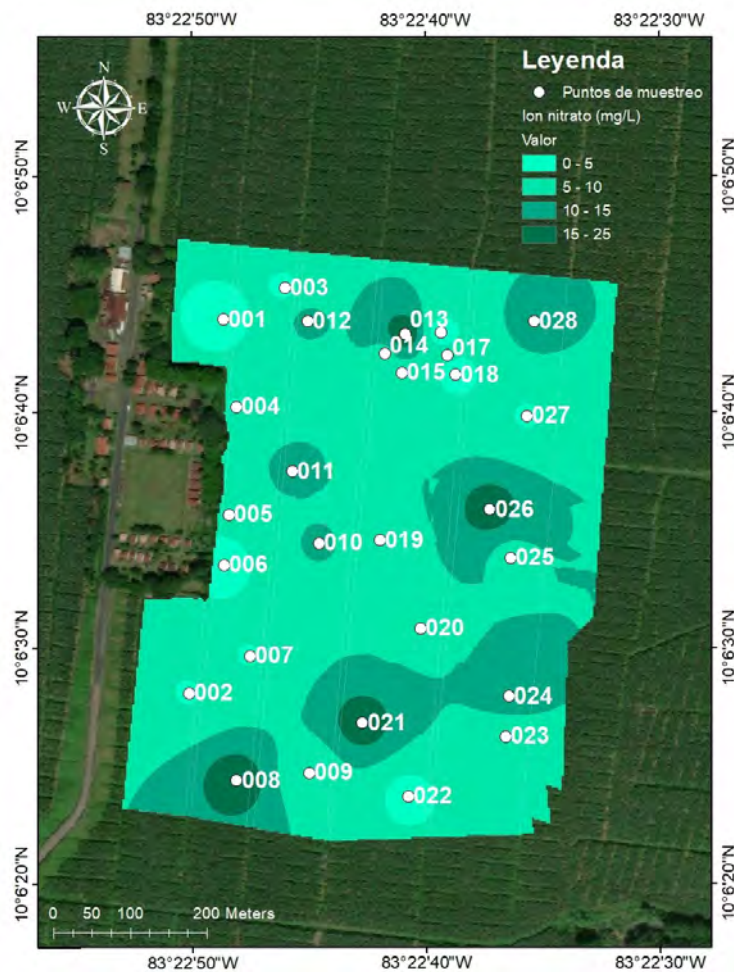 83°22'50"W 83°22'40"W 83°22'30"W
Leyenda
Puntos de muestreo
Ion nitrato (mg/L)
Valor
0 - 5
5 - 10
10 - 15
15 - 25
N
W E
S
10°6'50"N 10°6'50"N
003
001 012 013 028
014 017
015 018
10°6'40"N 10°6'40"N
004 027
011
005 026
010 019
006 025
10°6'30"N 10°6'30"N
020
007
002 024
021
023
008 009
022
10°6'20"N 10°6'20"N
0 50 100 200 Meters
83°22'50"W 83°22'40"W 83°22'30"W